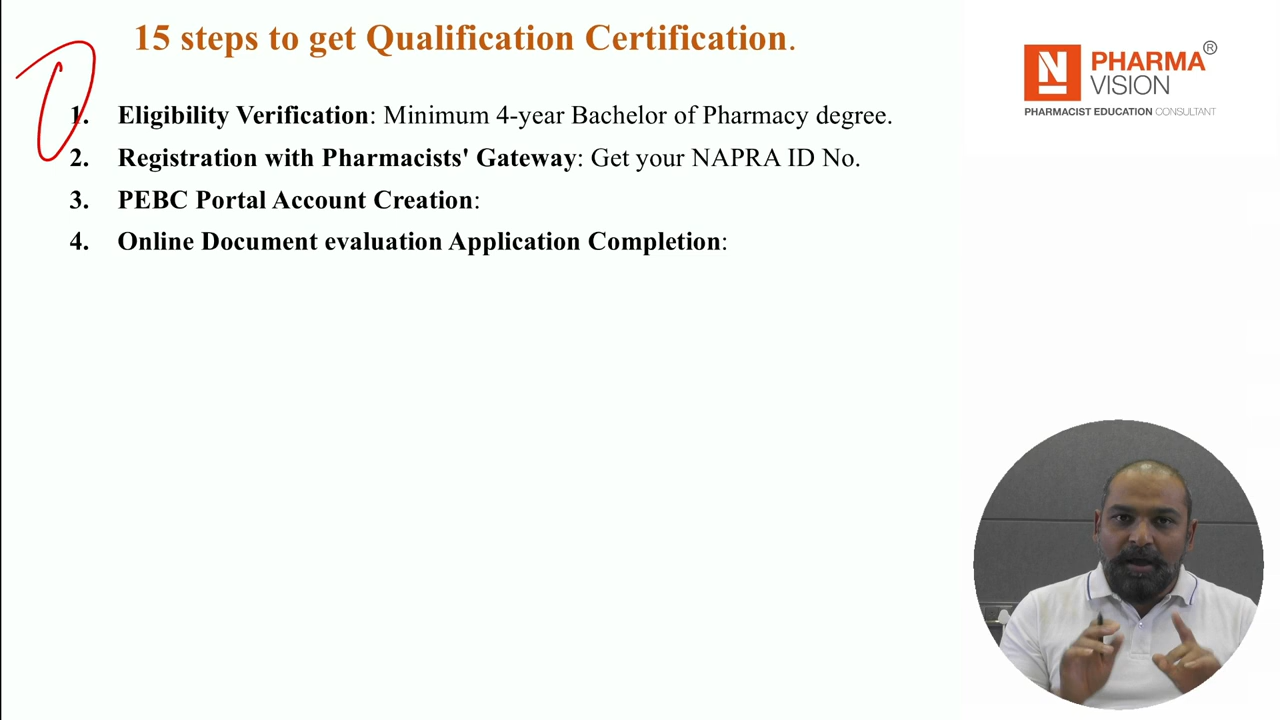 15 steps to get Qualification Certification.
1. Eligibility Verification: Minimum 4-year Bachelor of Pharmacy degree.
2. Registration with Pharmacists' Gateway: Get your NAPRA ID No.
3. PEBC Portal Account Creation:
4. Online Document evaluation Application Completion:
N PHARMA VISION ®
PHARMACIST EDUCATION CONSULTANT